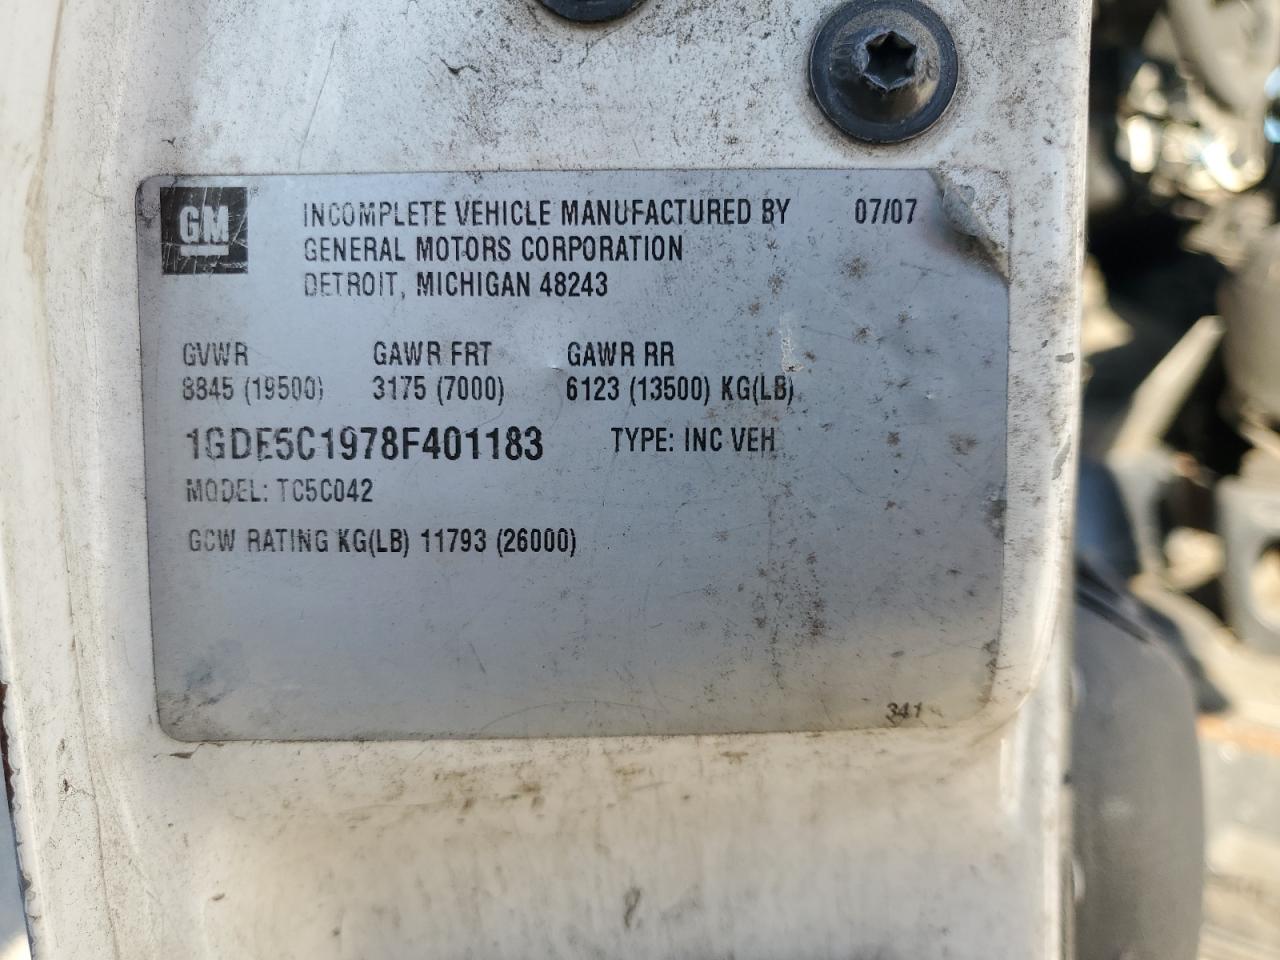 GM
INCOMPLETE VEHICLE MANUFACTURED BY 07/07
GENERAL MOTORS CORPORATION
DETROIT, MICHIGAN 48243
GVWR GAWR FRT GAWR RR
8845 (19500) 3175 (7000) 6123 (13500) KG(LB)
1GDE5C1978F401183 TYPE: INC VEH
MODEL: TC5C042
GCW RATING KG(LB) 11793 (26000)
341